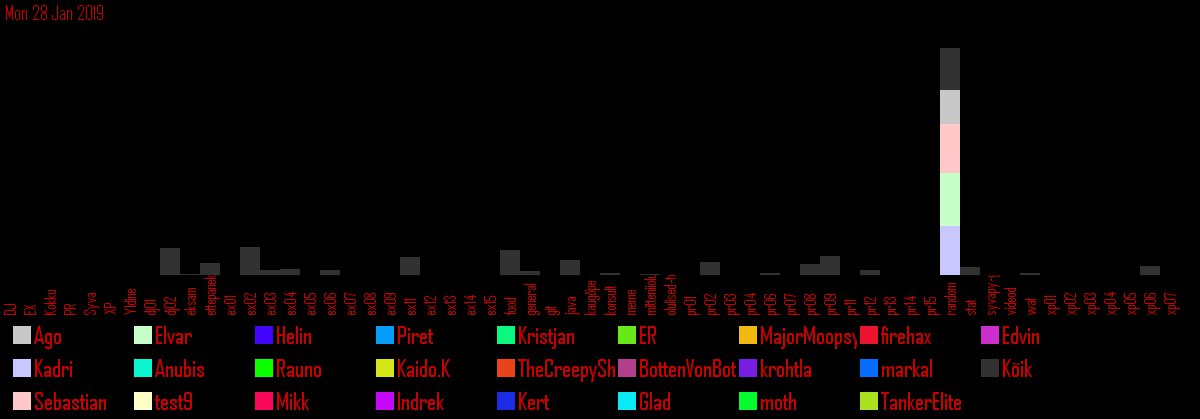 Mon 28 Jan 2019
DJ EX Kokku PR Syva XP Yldine dj01 dj02 eksam ettepanek ex01 ex02 ex03 ex04 ex05 ex06 ex07 ex08 ex09 ex11 ex12 ex13 ex14 ex15 food general git java kaugõpe konsult meme mitteriiklik olulised-t pr01 pr02 pr03 pr04 pr06 pr07 pr08 pr09 pr11 pr12 pr13 pr14 pr15 random stat videod wat xp01 xp02 xp03 xp04 xp05 xp06 xp07
Ago Elvar Helin Piret Kristjan ER MajorMoopsy firehax Edvin
Kadri Anubis Rauno Kaido.K TheCreepySh BottenVonBot krohtla markal Kõik
Sebastian test9 Mikk Indrek Kert Glad moth TankerElite